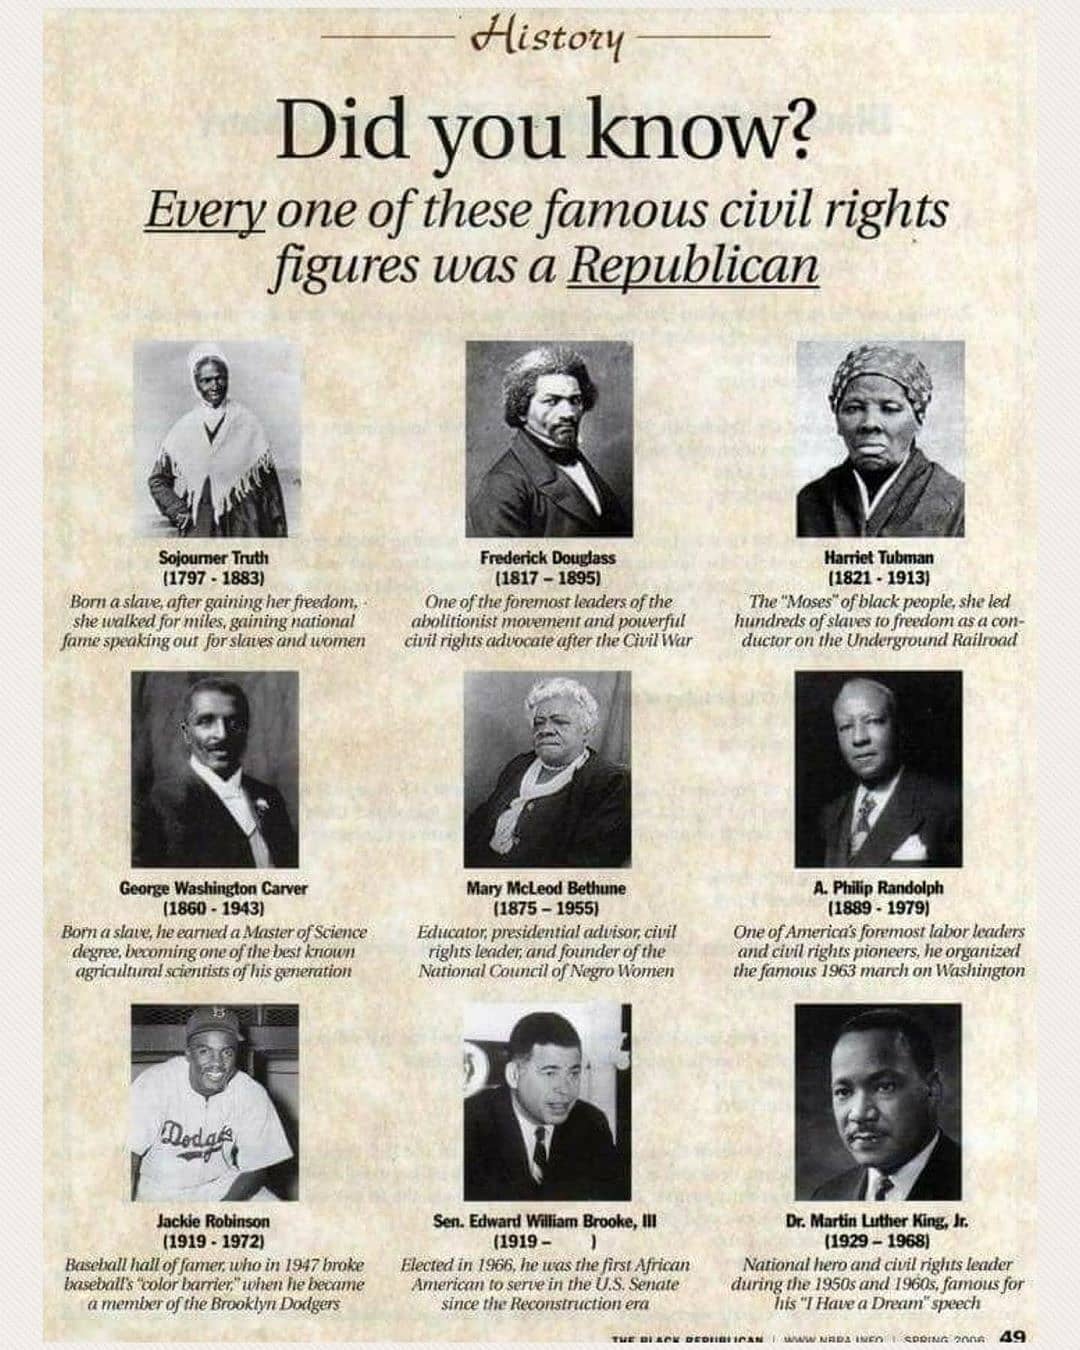 History
Did you know?
Every one of these famous civil rights
figures was a Republican
Sojourner Truth
(1797 - 1883)
Born a slave, after gaining her freedom,
she walked for miles, gaining national
fame speaking out for slaves and women
Frederick Douglass
(1817 – 1895)
One of the foremost leaders of the
abolitionist movement and powerful
civil rights advocate after the Civil War
Harriet Tubman
(1821 - 1913)
The "Moses" of black people, she led
hundreds of slaves to freedom as a con-
ductor on the Underground Railroad
George Washington Carver
(1860 - 1943)
Born a slave, he earned a Master of Science
degree, becoming one of the best known
agricultural scientists of his generation
Mary McLeod Bethune
(1875 – 1955)
Educator, presidential advisor, civil
rights leader, and founder of the
National Council of Negro Women
A. Philip Randolph
(1889 - 1979)
One of America's foremost labor leaders
and civil rights pioneers, he organized
the famous 1963 march on Washington
B
Dodgers
Jackie Robinson
(1919 - 1972)
Baseball hall of famer, who in 1947 broke
baseball's "color barrier," when he became
a member of the Brooklyn Dodgers
Sen. Edward William Brooke, III
(1919 – )
Elected in 1966, he was the first African
American to serve in the U.S. Senate
since the Reconstruction era
Dr. Martin Luther King, Jr.
(1929 – 1968)
National hero and civil rights leader
during the 1950s and 1960s, famous for
his "I Have a Dream" speech
THE BLACK REPUBLICAN | WWW.NBRA.INFO | SPRING 2006 49